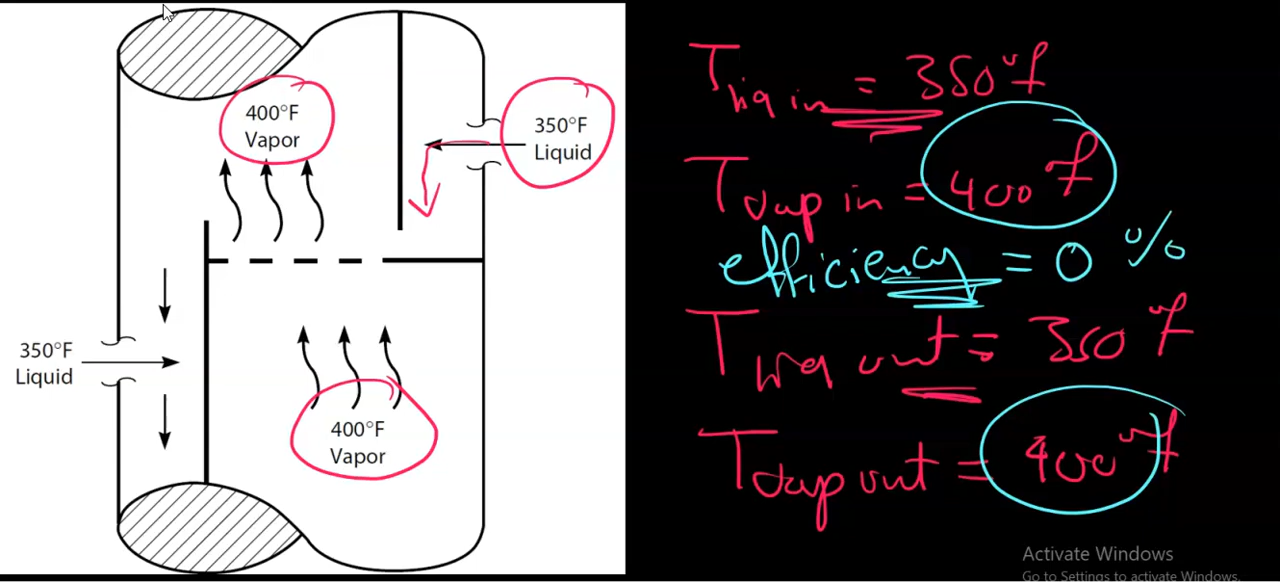 400°F
Vapor
350°F
Liquid
350°F
Liquid
400°F
Vapor
T liq in = 350°f
T vap in = 400°f
efficiency = 0 %
T liq out = 350°f
T vap out = 400°f
Activate Windows
Go to Settings to activate Windows.